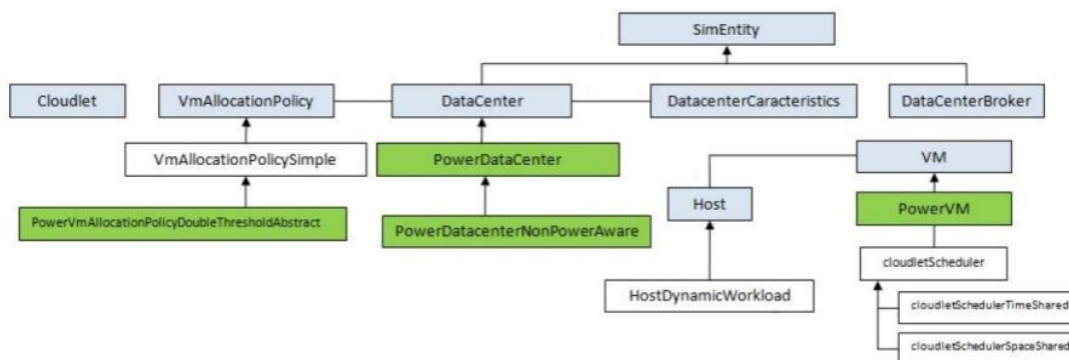 SimEntity
Cloudlet
VmAllocationPolicy
DataCenter
DatacenterCaracteristics
DataCenterBroker
VmAllocationPolicySimple
PowerDataCenter
VM
Host
PowerVM
PowerVmAllocationPolicyDoubleThresholdAbstract
PowerDatacenterNonPowerAware
cloudletScheduler
HostDynamicWorkload
cloudletSchedulerTimeShared
cloudletSchedulerSpaceShared